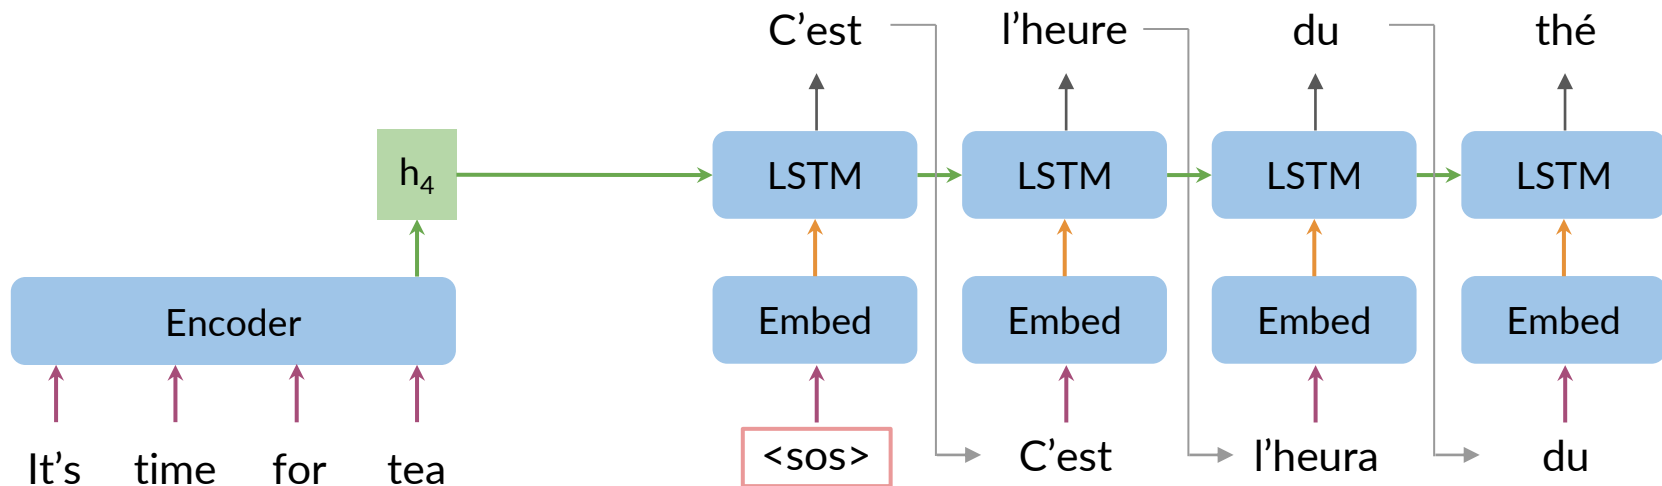 C’est l’heure du thé
h₄ LSTM LSTM LSTM LSTM
Encoder Embed Embed Embed Embed
It’s time for tea <sos> C’est l’heura du